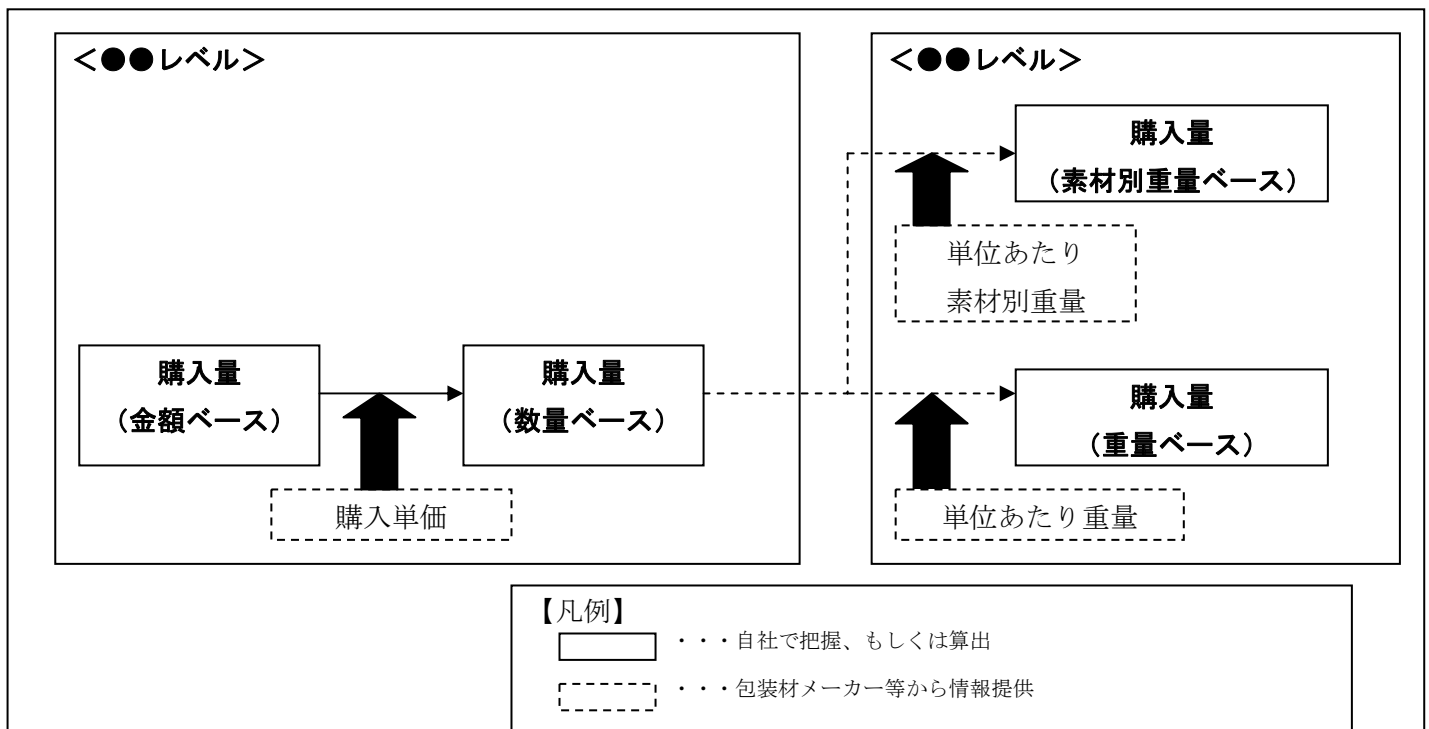 ＜●●レベル＞
購入量
（金額ベース）
購入単価
購入量
（数量ベース）
＜●●レベル＞
購入量
（素材別重量ベース）
単位あたり
素材別重量
購入量
（重量ベース）
単位あたり重量
【凡例】
・・・自社で把握、もしくは算出
・・・包装材メーカー等から情報提供